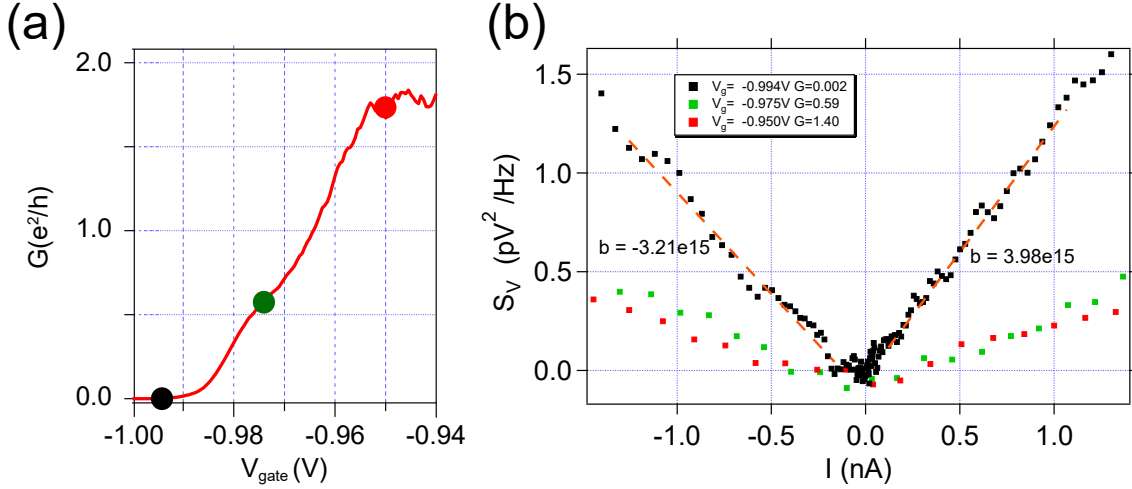 (a)
2.0
1.0
0.0
G(e²/h)
-1.00
-0.98
-0.96
-0.94
V_gate (V)
(b)
1.5
1.0
0.5
0.0
S_V (pV² /Hz)
V_g= -0.994V G=0.002
V_g= -0.975V G=0.59
V_g= -0.950V G=1.40
b = -3.21e15
b = 3.98e15
-1.0
-0.5
0.0
0.5
1.0
I (nA)